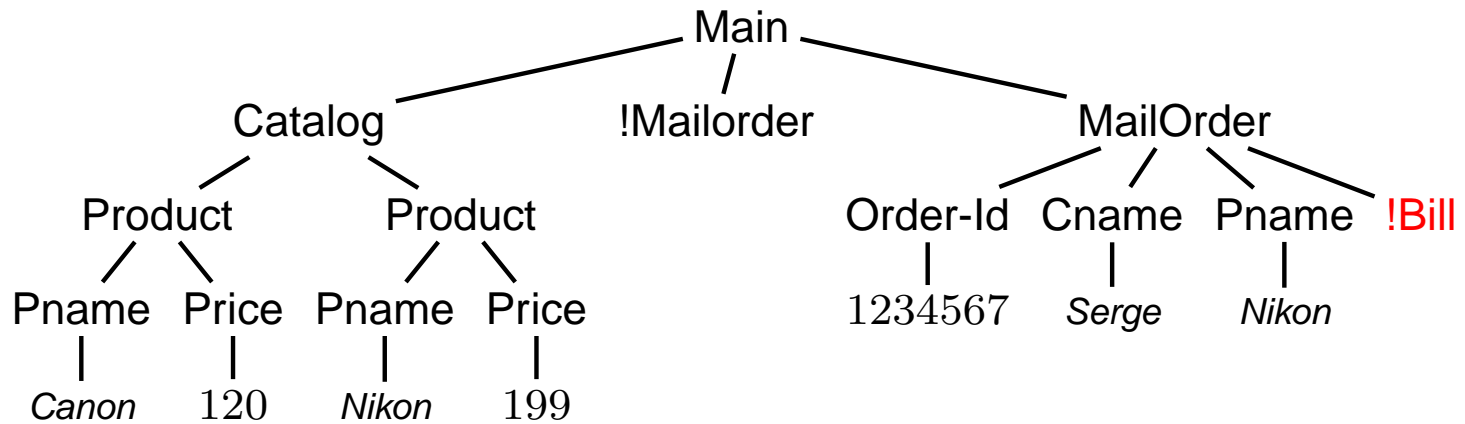 Main
Catalog !Mailorder MailOrder
Product Product Order-Id Cname Pname !Bill
Pname Price Pname Price 1234567 Serge Nikon
Canon 120 Nikon 199